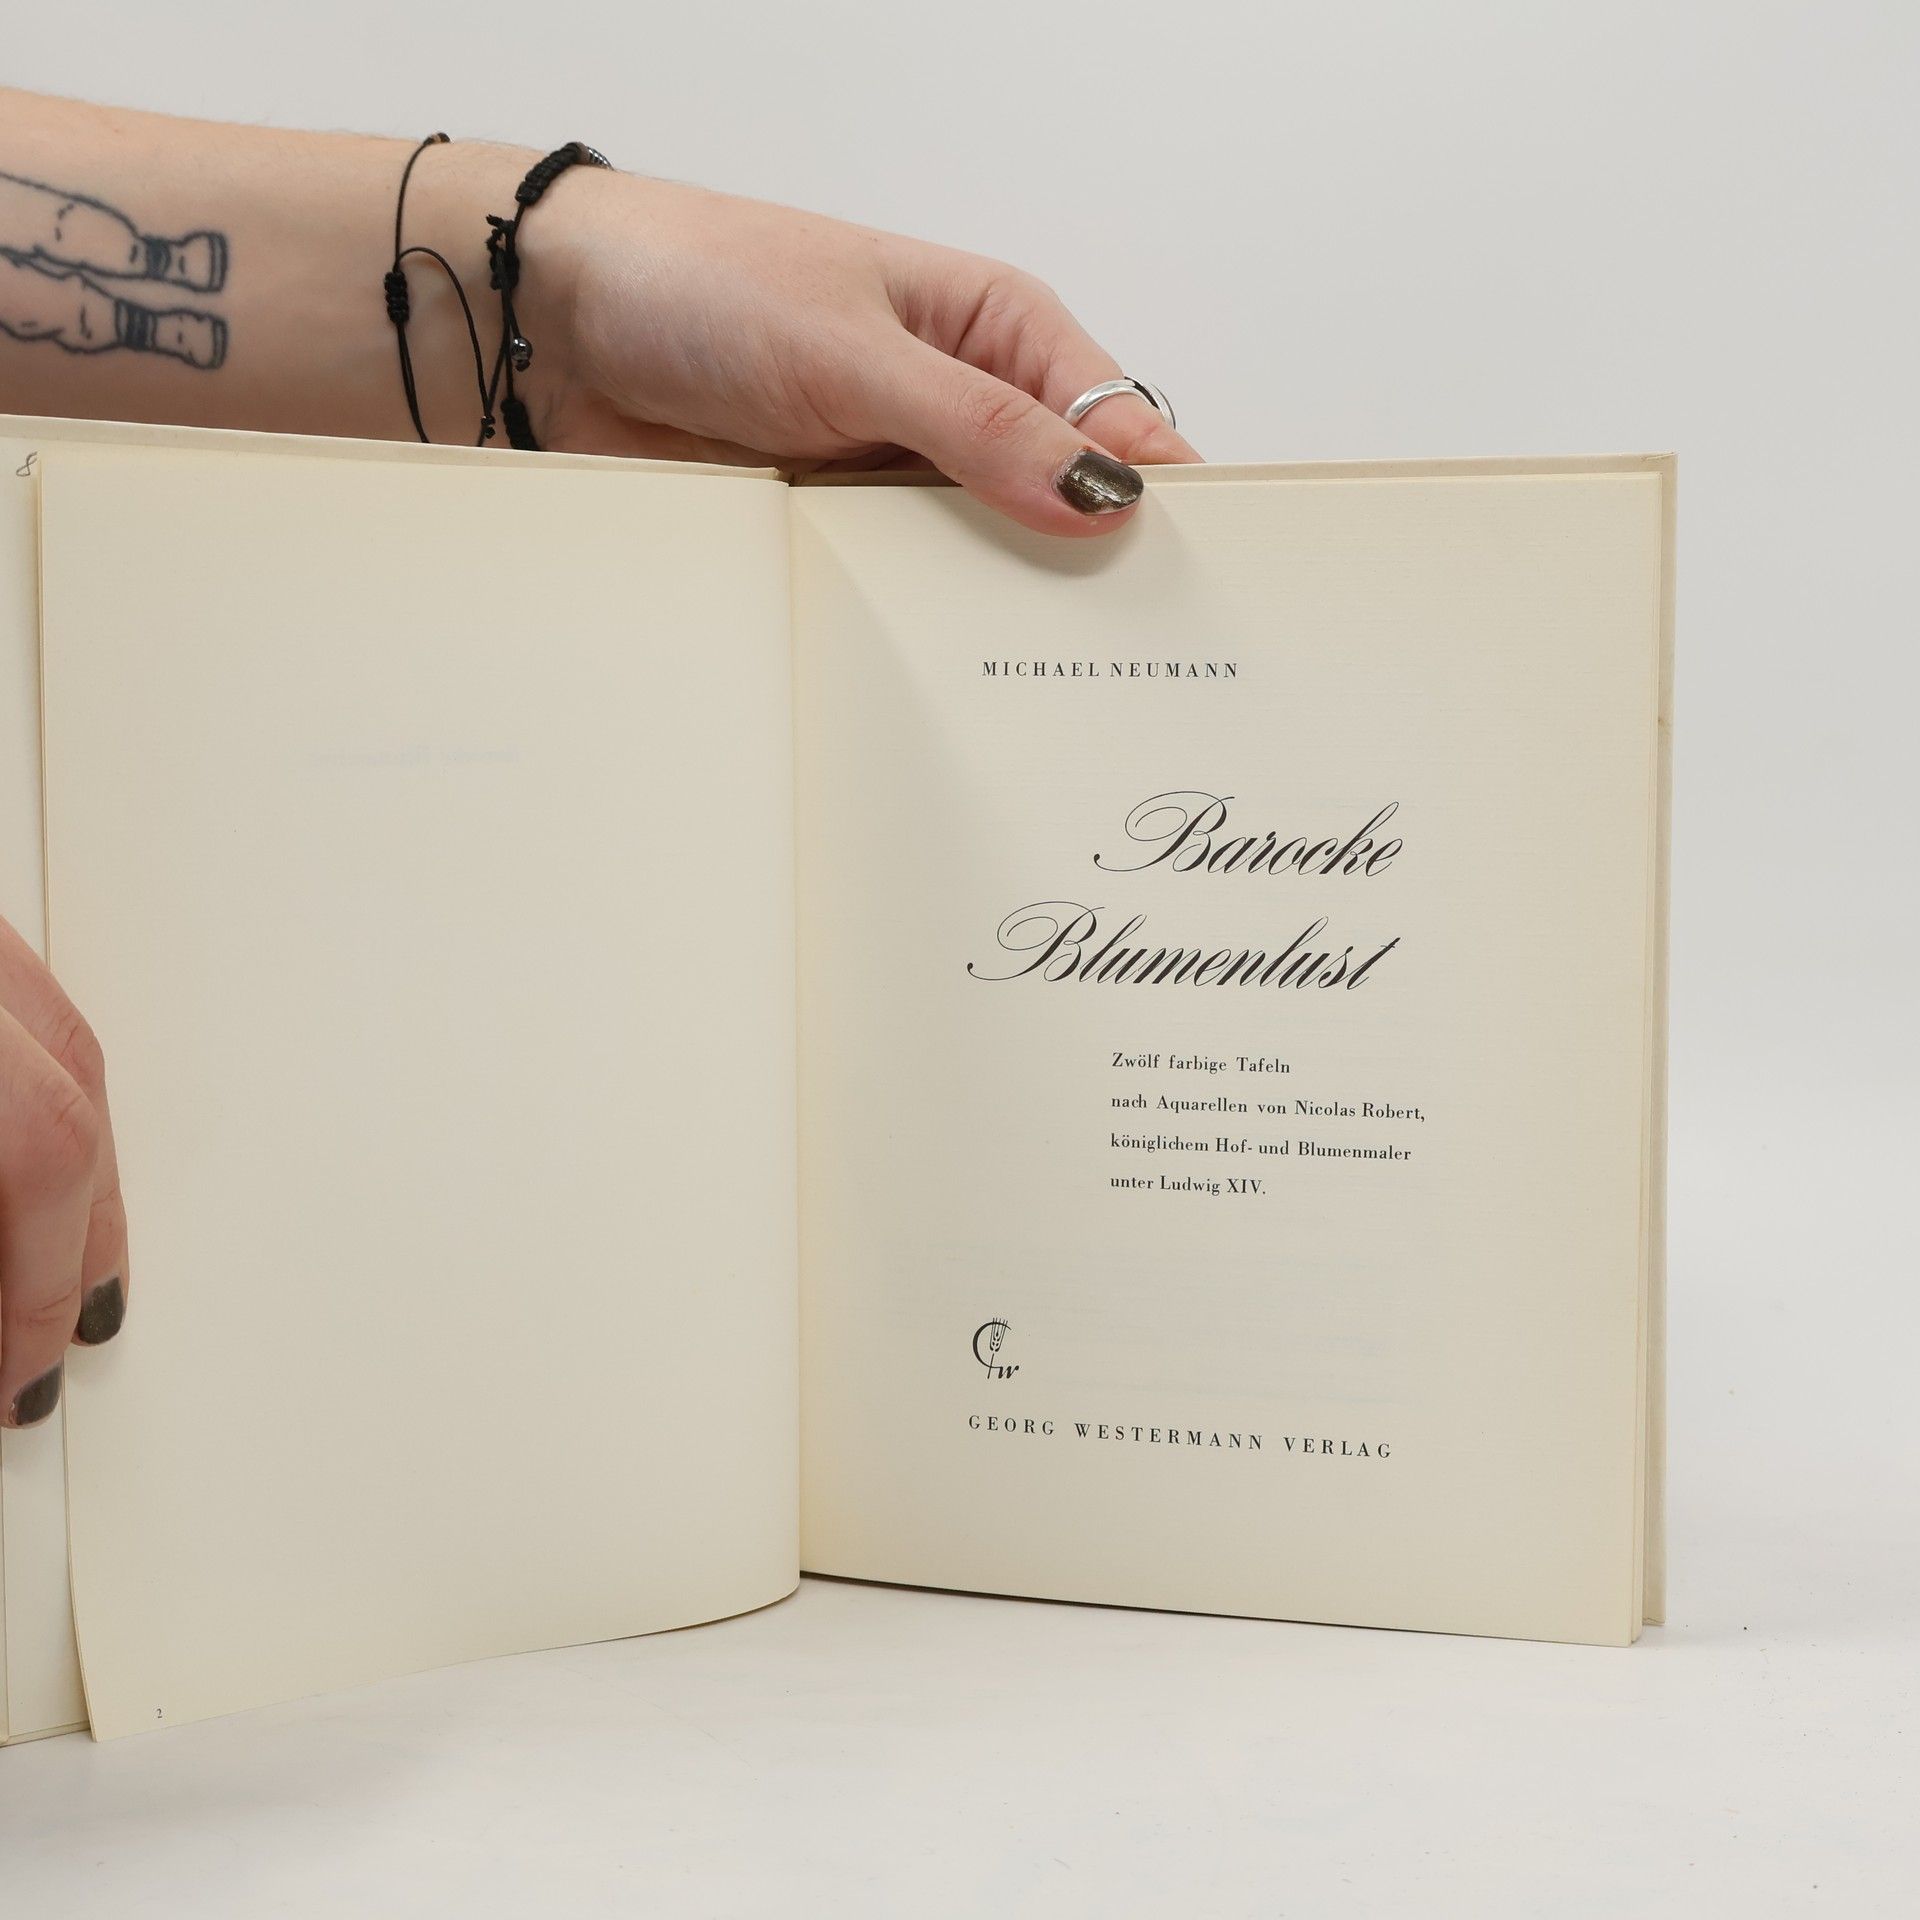 8
2
MICHAEL NEUMANN
Barocke
Blumenlust
Zwölf farbige Tafeln
nach Aquarellen von Nicolas Robert,
königlichem Hof- und Blumenmaler
unter Ludwig XIV.
GEORG WESTERMANN VERLAG